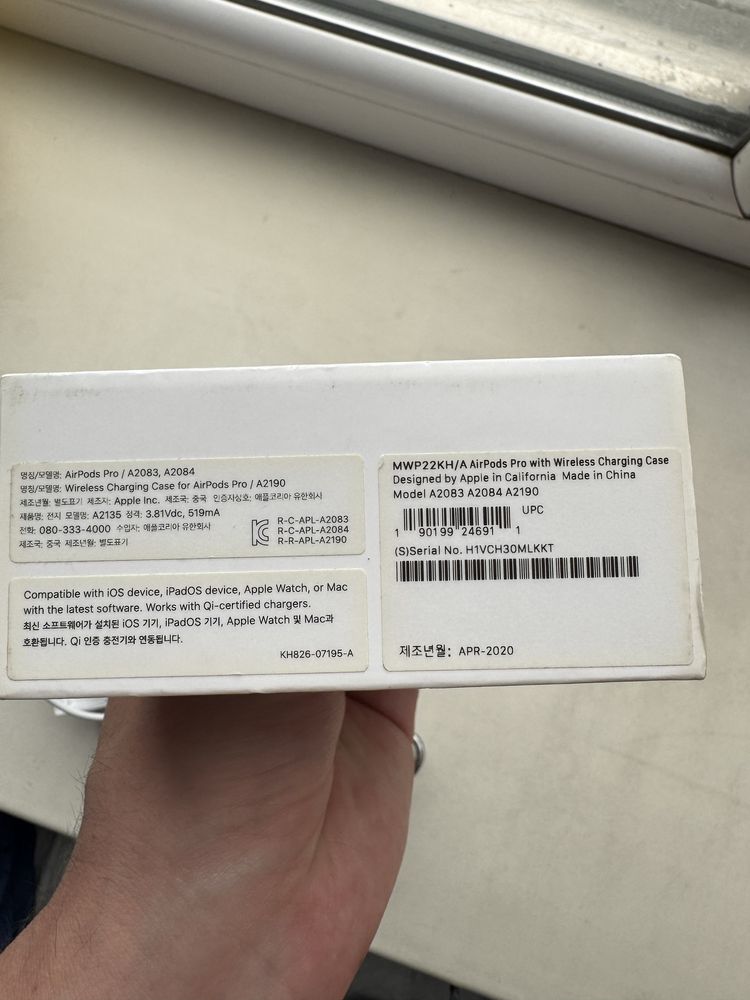 명칭/모델명: AirPods Pro / A2083, A2084
명칭/모델명: Wireless Charging Case for AirPods Pro / A2190
제조년월: 별도표기 제조자: Apple Inc. 제조국: 중국 인증자상호: 애플코리아 유한회사
제품명: 전지 모델명: A2135 정격: 3.81Vdc, 519mA
전화: 080-333-4000 수입자: 애플코리아 유한회사
제조국: 중국 제조년월: 별도표기
R-C-APL-A2083
R-C-APL-A2084
R-R-APL-A2190
Compatible with iOS device, iPadOS device, Apple Watch, or Mac
with the latest software. Works with Qi-certified chargers.
최신 소프트웨어가 설치된 iOS 기기, iPadOS 기기, Apple Watch 및 Mac과
호환됩니다. Qi 인증 충전기와 연동됩니다.
KH826-07195-A
MWP22KH/A AirPods Pro with Wireless Charging Case
Designed by Apple in California Made in China
Model A2083 A2084 A2190
UPC
1 90199 24691 1
(S)Serial No. H1VCH30MLKKT
제조년월: APR-2020